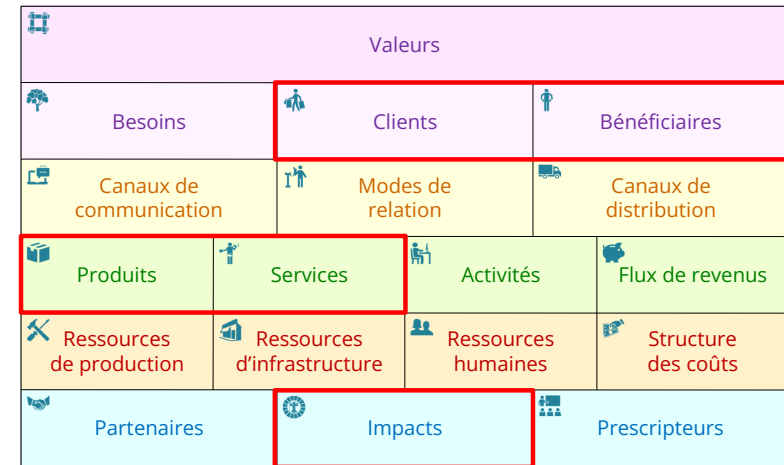 Valeurs
Besoins
Clients
Bénéficiaires
Canaux de
communication
Modes de
relation
Canaux de
distribution
Produits
Services
Activités
Flux de revenus
Ressources
de production
Ressources
d'infrastructure
Ressources
humaines
Structure
des coûts
Partenaires
Impacts
Prescripteurs